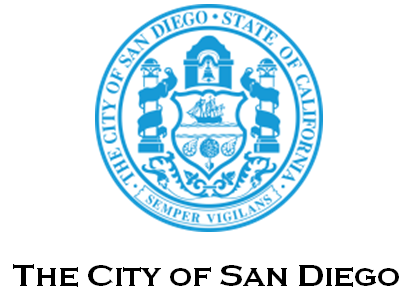 THE CITY OF SAN DIEGO • STATE OF CALIFORNIA •
SEMPER VIGILANS
THE CITY OF SAN DIEGO